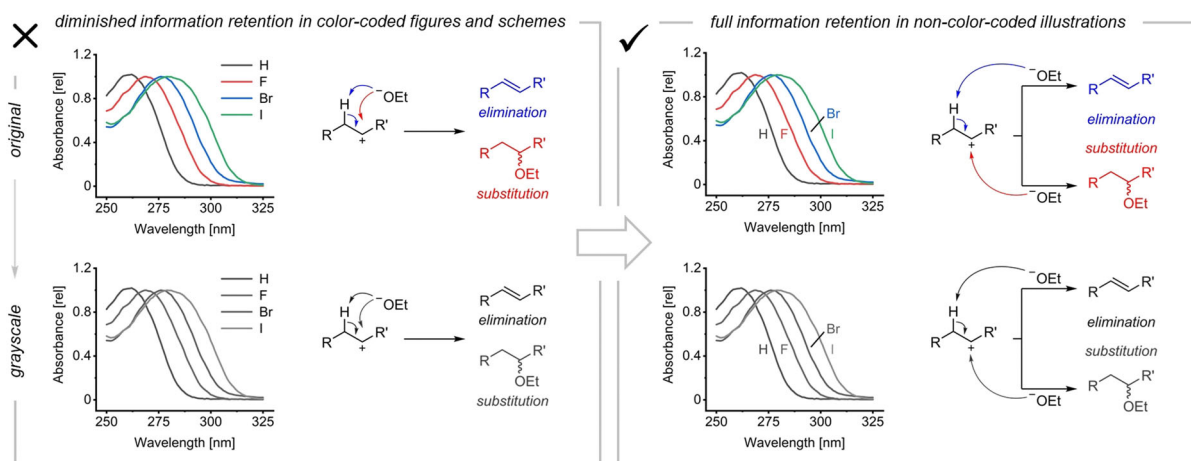 diminished information retention in color-coded figures and schemes
full information retention in non-color-coded illustrations
original
Absorbance [rel]
1.2
0.8
0.4
0
250 275 300 325
Wavelength [nm]
H
F
Br
I
H
R
R'
+
−OEt
R
R'
elimination
R
R'
OEt
substitution
Absorbance [rel]
1.2
0.8
0.4
0
250 275 300 325
Wavelength [nm]
H F
Br
I
H
R
R'
+
−OEt
−OEt
R
R'
elimination
substitution
R
R'
OEt
grayscale
Absorbance [rel]
1.2
0.8
0.4
0
250 275 300 325
Wavelength [nm]
H
F
Br
I
H
R
R'
+
−OEt
R
R'
elimination
R
R'
OEt
substitution
Absorbance [rel]
1.2
0.8
0.4
0
250 275 300 325
Wavelength [nm]
H F
Br
I
H
R
R'
+
−OEt
−OEt
R
R'
elimination
substitution
R
R'
OEt